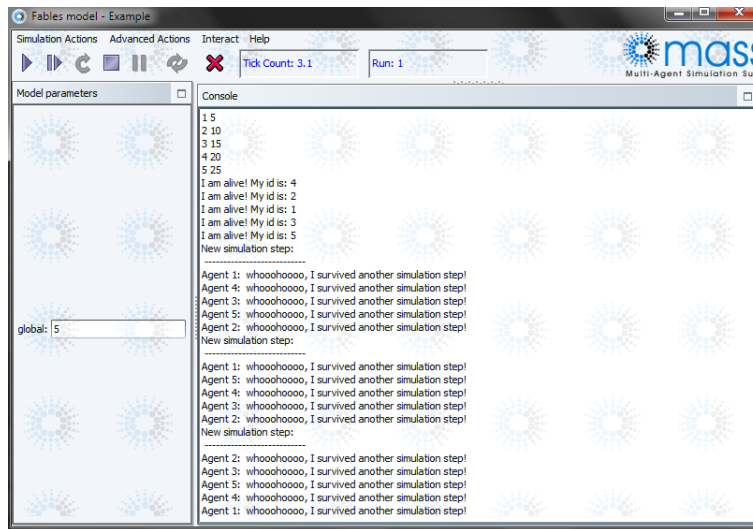 Fables model - Example
Simulation Actions Advanced Actions Interact Help
Tick Count: 3.1
Run: 1
mass
Multi-Agent Simulation Su
Model parameters
global: 5
Console
1 5
2 10
3 15
4 20
5 25
I am alive! My id is: 4
I am alive! My id is: 2
I am alive! My id is: 1
I am alive! My id is: 3
I am alive! My id is: 5
New simulation step:
---------------------------
Agent 1: whooohoooo, I survived another simulation step!
Agent 4: whooohoooo, I survived another simulation step!
Agent 3: whooohoooo, I survived another simulation step!
Agent 5: whooohoooo, I survived another simulation step!
Agent 2: whooohoooo, I survived another simulation step!
New simulation step:
---------------------------
Agent 1: whooohoooo, I survived another simulation step!
Agent 5: whooohoooo, I survived another simulation step!
Agent 4: whooohoooo, I survived another simulation step!
Agent 3: whooohoooo, I survived another simulation step!
Agent 2: whooohoooo, I survived another simulation step!
New simulation step:
---------------------------
Agent 2: whooohoooo, I survived another simulation step!
Agent 3: whooohoooo, I survived another simulation step!
Agent 5: whooohoooo, I survived another simulation step!
Agent 4: whooohoooo, I survived another simulation step!
Agent 1: whooohoooo, I survived another simulation step!